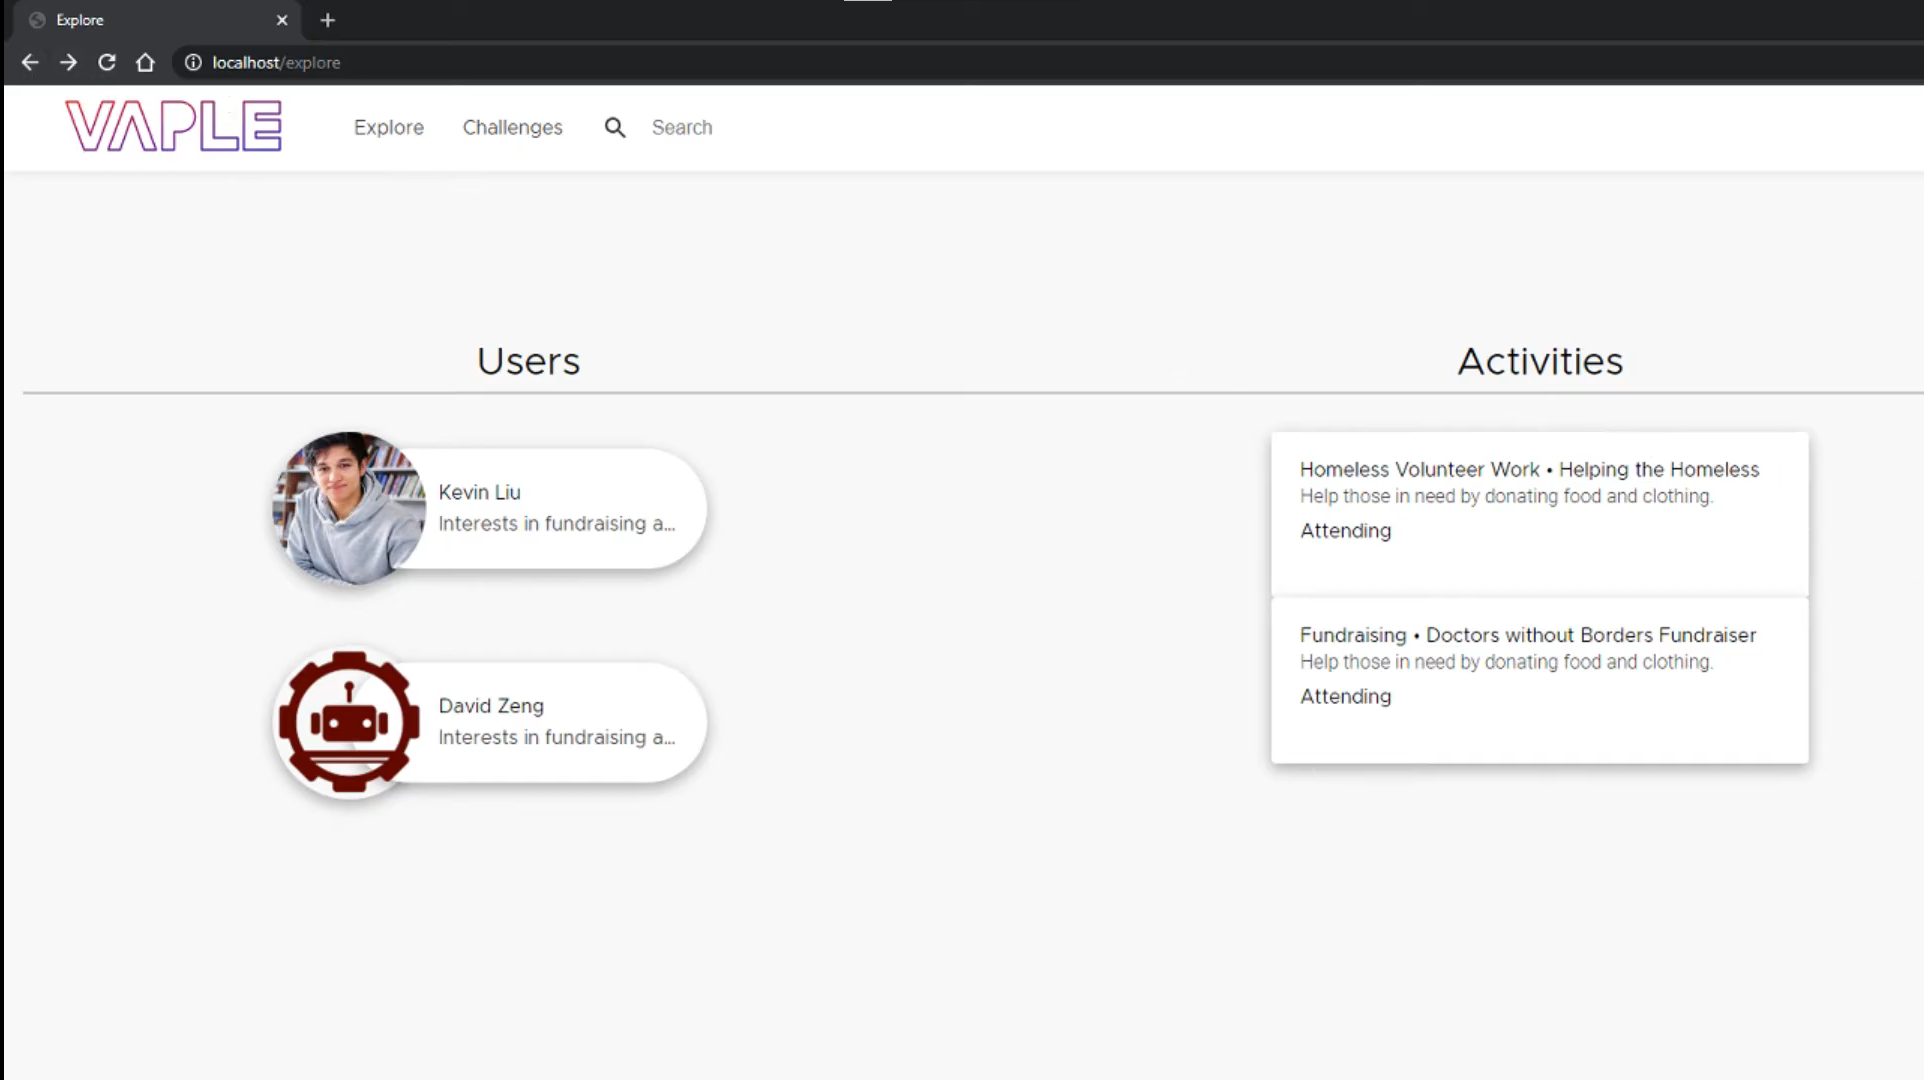 Explore
localhost/explore
VAPLE
Explore
Challenges
Search
Users
Activities
Kevin Liu
Interests in fundraising a...
David Zeng
Interests in fundraising a...
Homeless Volunteer Work • Helping the Homeless
Help those in need by donating food and clothing.
Attending
Fundraising • Doctors without Borders Fundraiser
Help those in need by donating food and clothing.
Attending